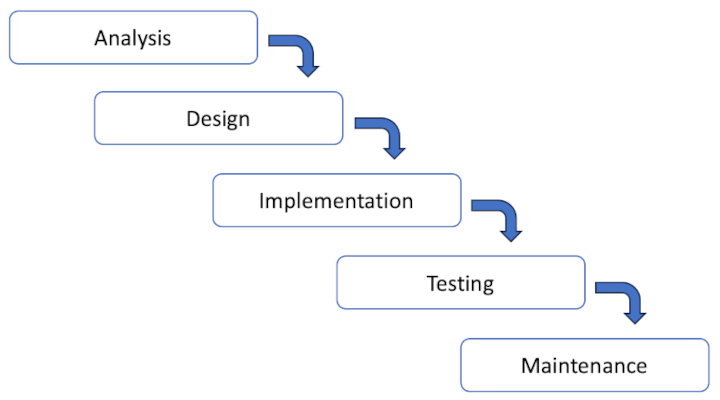 Analysis
Design
Implementation
Testing
Maintenance